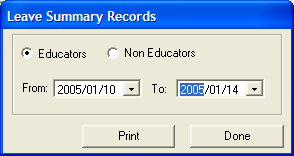 Leave Summary Records
Educators Non Educators
From: 2005/01/10 To: 2005/01/14
Print Done